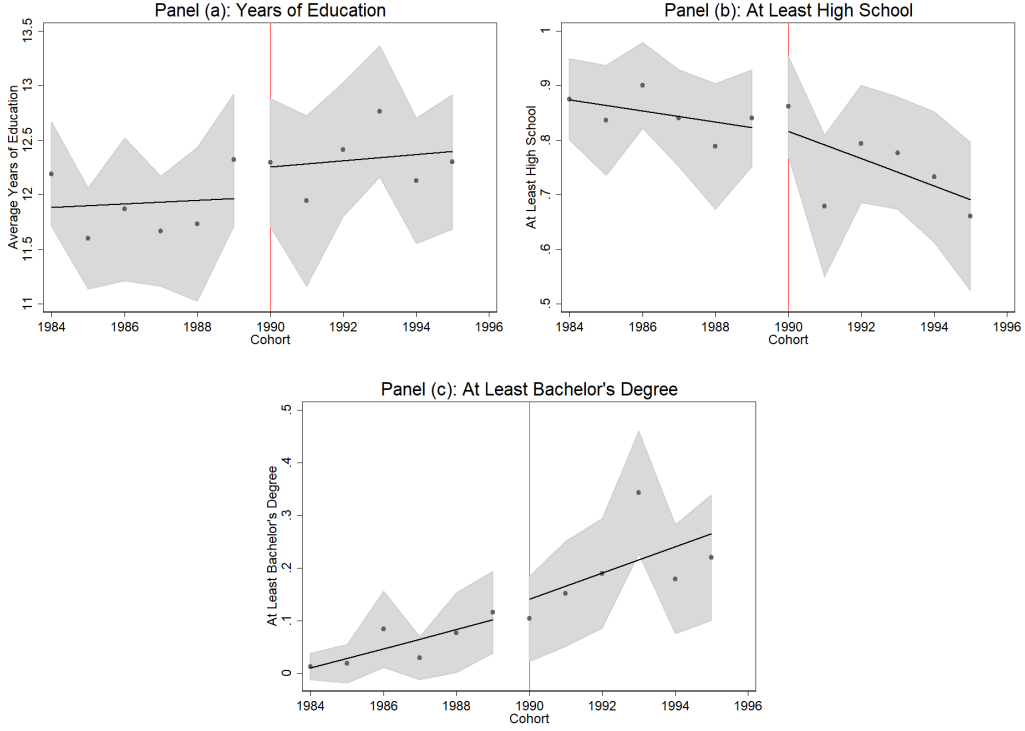 Panel (a): Years of Education
Average Years of Education
13.5
13
12.5
12
11.5
11
1984 1986 1988 1990 1992 1994 1996
Cohort
Panel (b): At Least High School
At Least High School
1
.9
.8
.7
.6
.5
1984 1986 1988 1990 1992 1994 1996
Cohort
Panel (c): At Least Bachelor's Degree
At Least Bachelor's Degree
.5
.4
.3
.2
.1
0
1984 1986 1988 1990 1992 1994 1996
Cohort